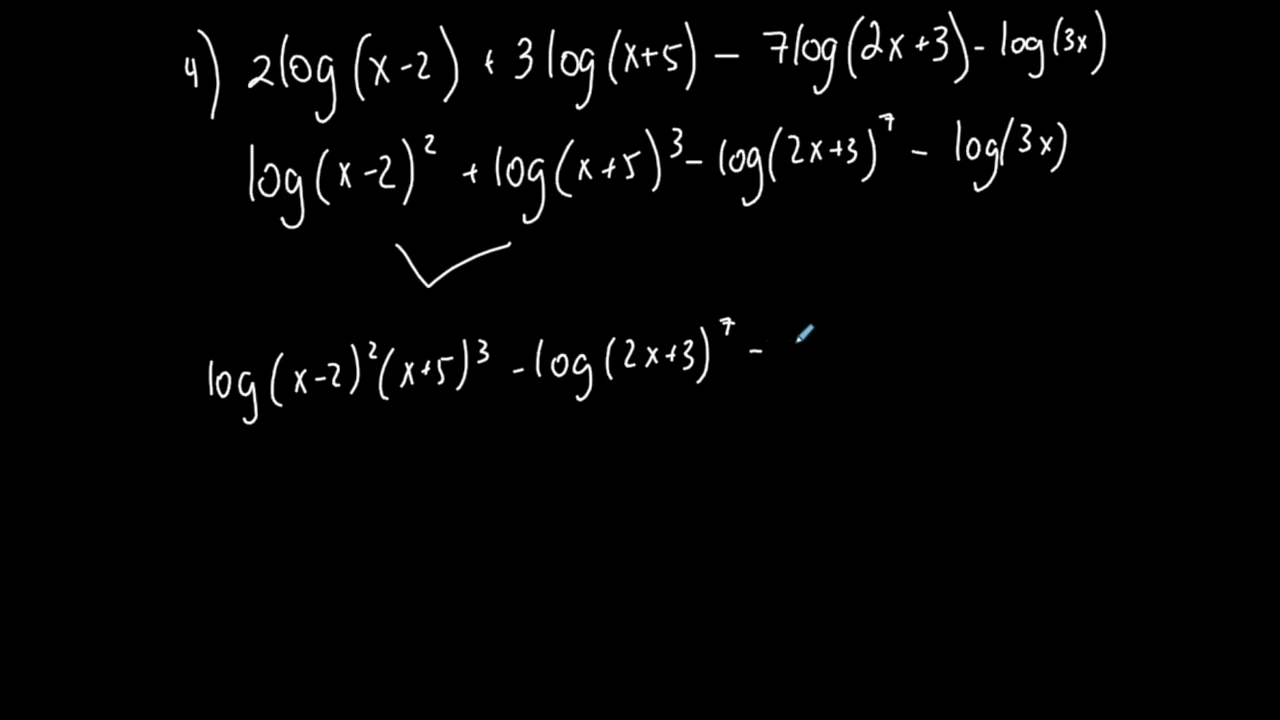 4) 2log(x-2) + 3log(x+5) - 7log(2x+3) - log(3x)
log(x-2)² + log(x+5)³ - log(2x+3)⁷ - log(3x)
log(x-2)²(x+5)³ - log(2x+3)⁷ -